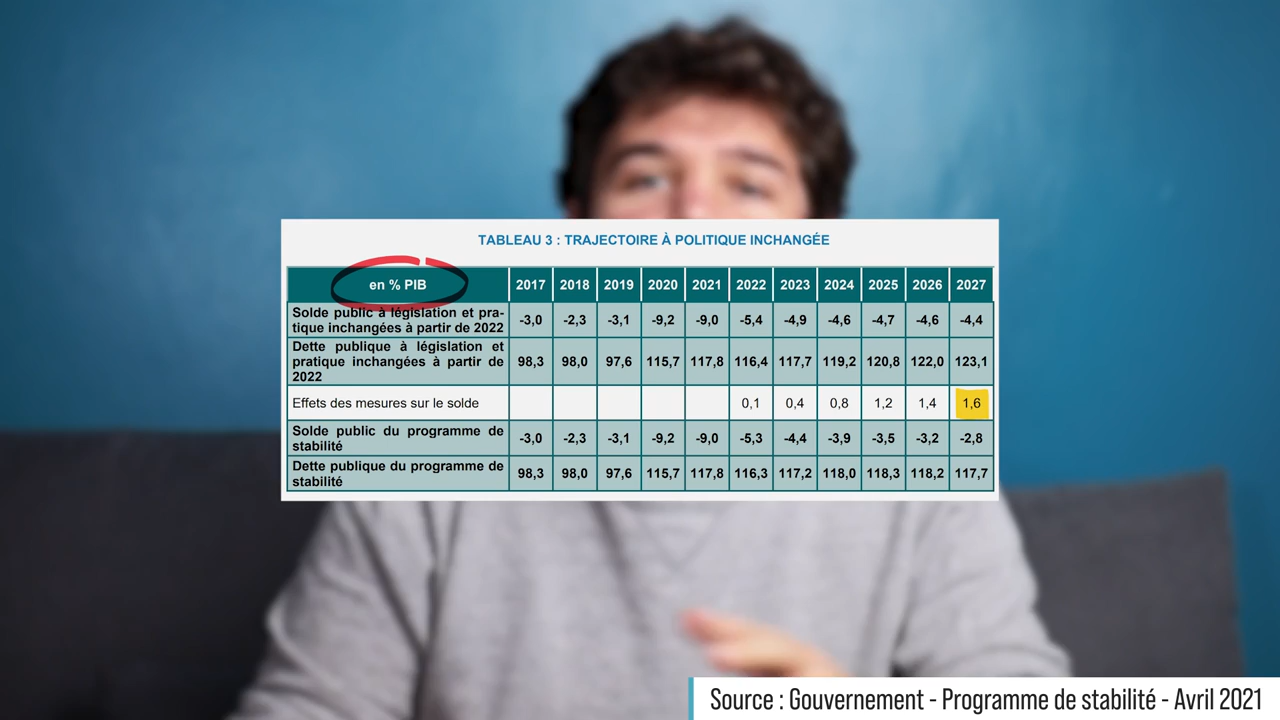 TABLEAU 3 : TRAJECTOIRE À POLITIQUE INCHANGÉE
en % PIB 2017 2018 2019 2020 2021 2022 2023 2024 2025 2026 2027
Solde public à législation et pra-
tique inchangées à partir de 2022 -3,0 -2,3 -3,1 -9,2 -9,0 -5,4 -4,9 -4,6 -4,7 -4,6 -4,4
Dette publique à législation et
pratique inchangées à partir de 98,3 98,0 97,6 115,7 117,8 116,4 117,7 119,2 120,8 122,0 123,1
2022
Effets des mesures sur le solde 0,1 0,4 0,8 1,2 1,4 1,6
Solde public du programme de
stabilité -3,0 -2,3 -3,1 -9,2 -9,0 -5,3 -4,4 -3,9 -3,5 -3,2 -2,8
Dette publique du programme de
stabilité 98,3 98,0 97,6 115,7 117,8 116,3 117,2 118,0 118,3 118,2 117,7
Source : Gouvernement - Programme de stabilité - Avril 2021